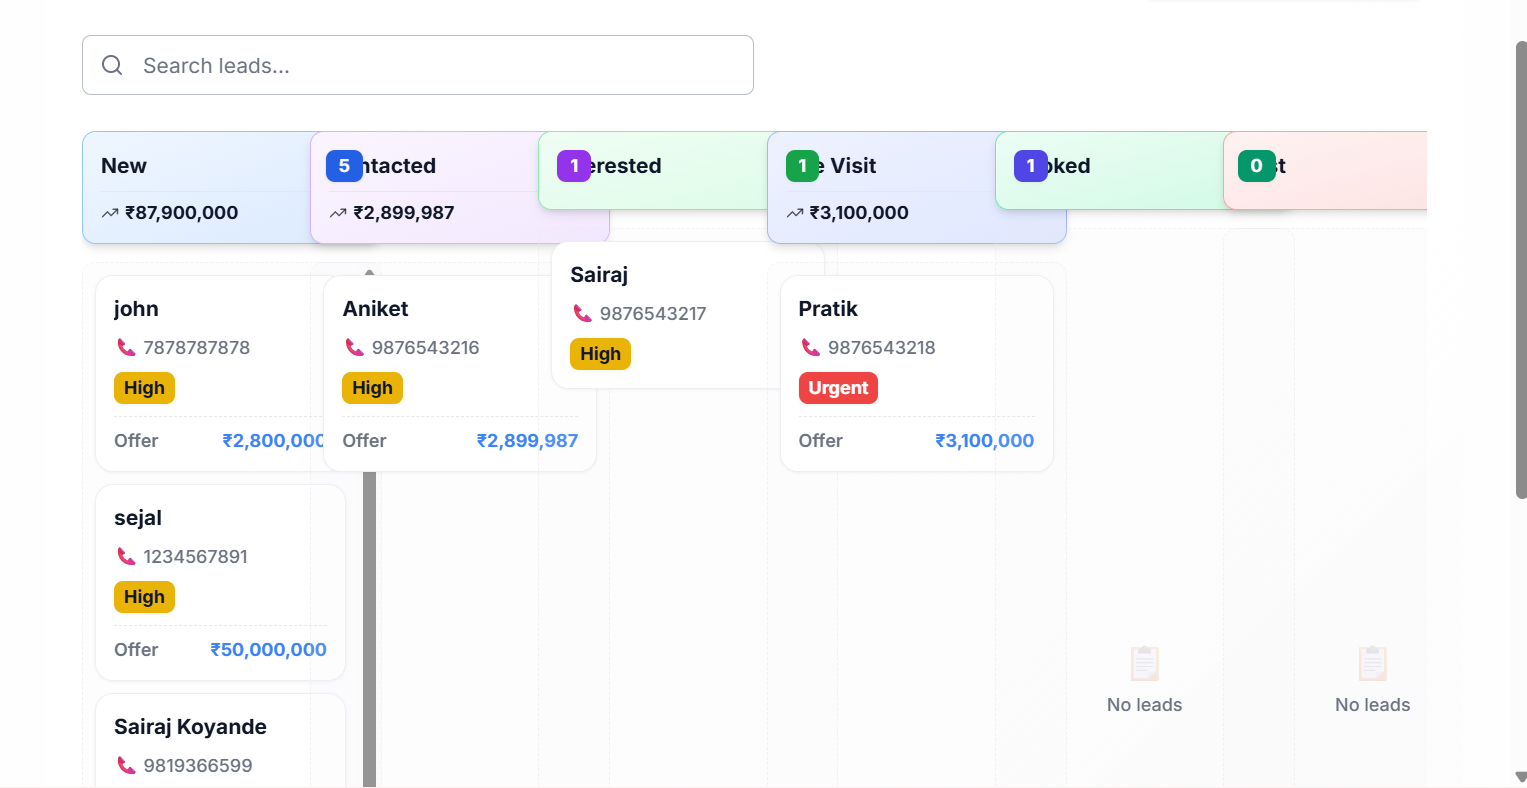 Search leads...
New
5
ntacted
1
erested
1
e Visit
1
oked
0
t
₹87,900,000
₹2,899,987
₹3,100,000
john
7878787878
High
Offer ₹2,800,000
Aniket
9876543216
High
Offer ₹2,899,987
Sairaj
9876543217
High
Pratik
9876543218
Urgent
Offer ₹3,100,000
sejal
1234567891
High
Offer ₹50,000,000
Sairaj Koyande
9819366599
No leads
No leads